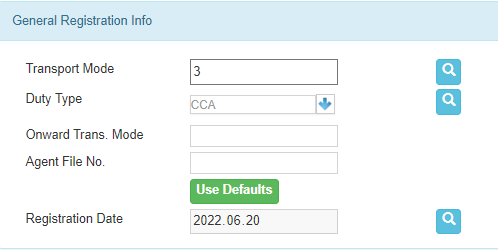 General Registration Info
Transport Mode 3
Duty Type CCA
Onward Trans. Mode
Agent File No.
Use Defaults
Registration Date 2022.06.20